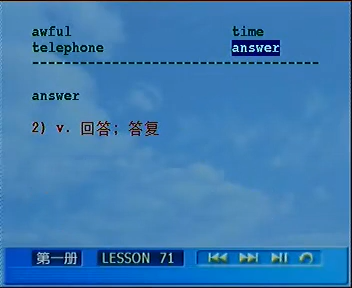 awful time
telephone answer
answer
2) v. 回答; 答复
第一册 LESSON 71